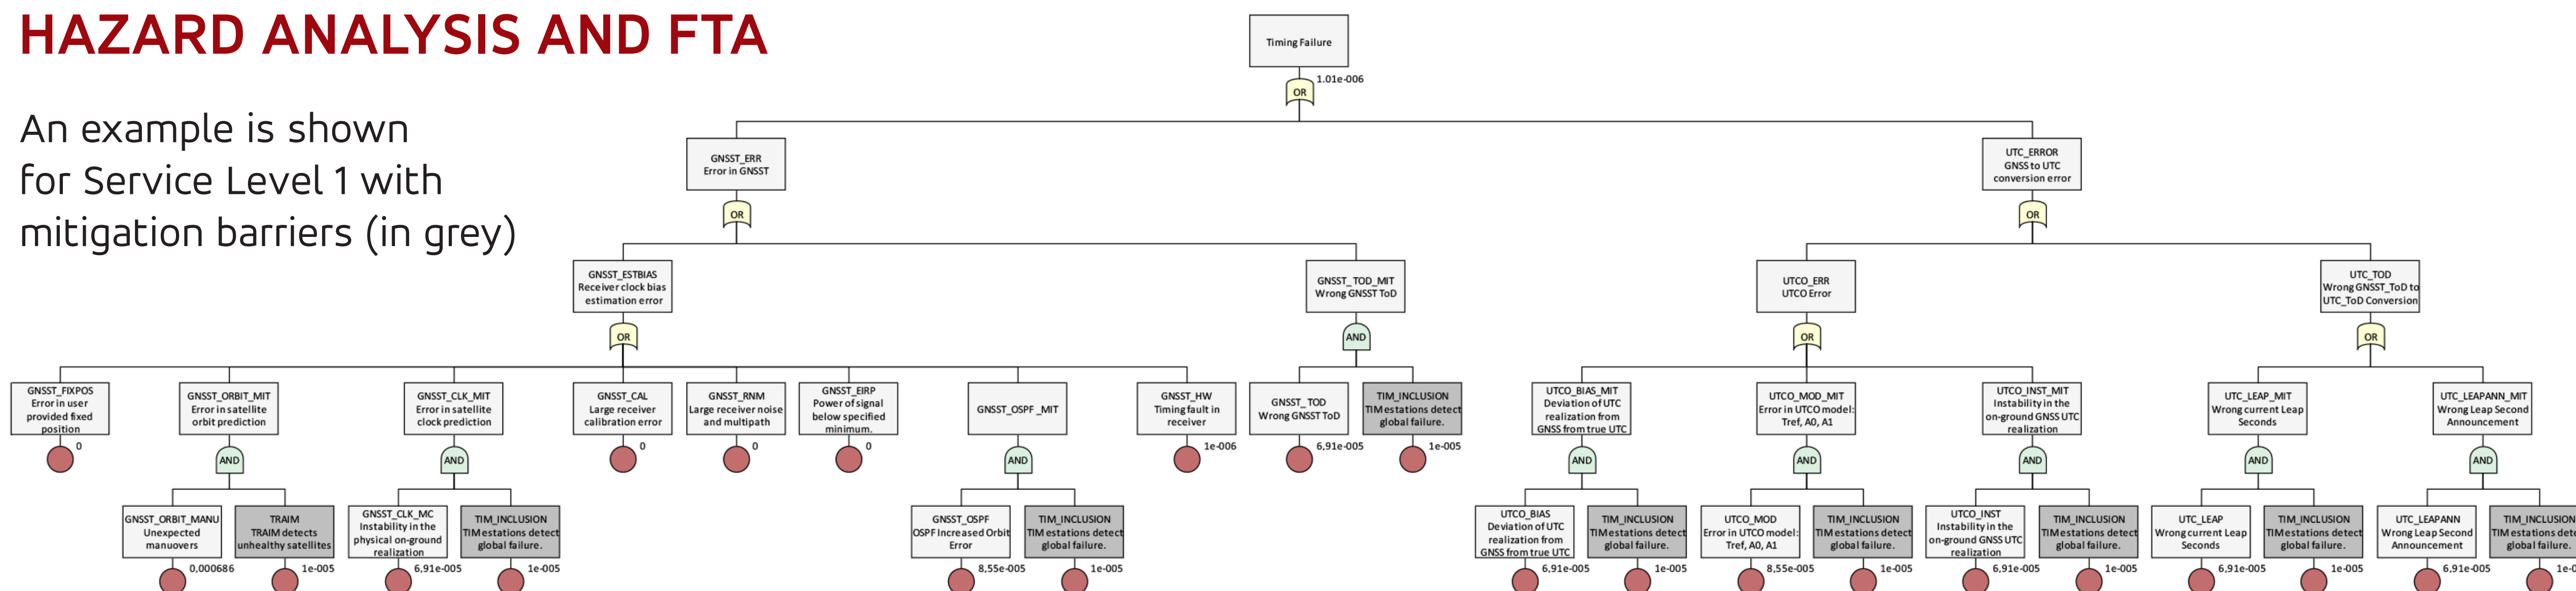 HAZARD ANALYSIS AND FTA
An example is shown
for Service Level 1 with
mitigation barriers (in grey)
Timing Failure
1.01e-006
OR
GNSST_ERR
Error in GNSST
OR
UTC_ERROR
GNSS to UTC
conversion error
OR
GNSST_ESTBIAS
Receiver clock bias
estimation error
OR
GNSST_TOD_MIT
Wrong GNSST ToD
AND
UTCO_ERR
UTCO Error
OR
UTC_TOD
Wrong GNSST_ToD to
UTC_ToD Conversion
OR
GNSST_FIXPOS
Error in user
provided fixed
position
0
GNSST_ORBIT_MIT
Error in satellite
orbit prediction
AND
GNSST_CLK_MIT
Error in satellite
clock prediction
AND
GNSST_CAL
Large receiver
calibration error
0
GNSST_RNM
Large receiver noise
and multipath
0
GNSST_EIRP
Power of signal
below specified
minimum.
0
GNSST_OSPF _MIT
AND
GNSST_HW
Timing fault in
receiver
1e-006
GNSST_TOD
Wrong GNSST ToD
6,91e-005
TIM_INCLUSION
TIM estations detect
global failure.
1e-005
UTCO_BIAS_MIT
Deviation of UTC
realization from
GNSS from true UTC
AND
UTCO_MOD_MIT
Error in UTCO model:
Tref, A0, A1
AND
UTCO_INST_MIT
Instability in the
on-ground GNSS UTC
realization
AND
UTC_LEAP_MIT
Wrong current Leap
Seconds
AND
UTC_LEAPANN_MIT
Wrong Leap Second
Announcement
AND
GNSST_ORBIT_MANU
Unexpected
manuovers
0,000686
TRAIM
TRAIM detects
unhealthy satellites
1e-005
GNSST_CLK_MC
Instability in the
physical on-ground
realization
6,91e-005
TIM_INCLUSION
TIM estations detect
global failure.
1e-005
GNSST_OSPF
OSPF Increased Orbit
Error
8,55e-005
TIM_INCLUSION
TIM estations detect
global failure.
1e-005
UTCO_BIAS
Deviation of UTC
realization from
GNSS from true UTC
6,91e-005
TIM_INCLUSION
TIM estations detect
global failure.
1e-005
UTCO_MOD
Error in UTCO model:
Tref, A0, A1
8,55e-005
TIM_INCLUSION
TIM estations detect
global failure.
1e-005
UTCO_INST
Instability in the
on-ground GNSS UTC
realization
6,91e-005
TIM_INCLUSION
TIM estations detect
global failure.
1e-005
UTC_LEAP
Wrong current Leap
Seconds
6,91e-005
TIM_INCLUSION
TIM estations detect
global failure.
1e-005
UTC_LEAPANN
Wrong Leap Second
Announcement
6,91e-005
TIM_INCLUSION
TIM estations
global failure.